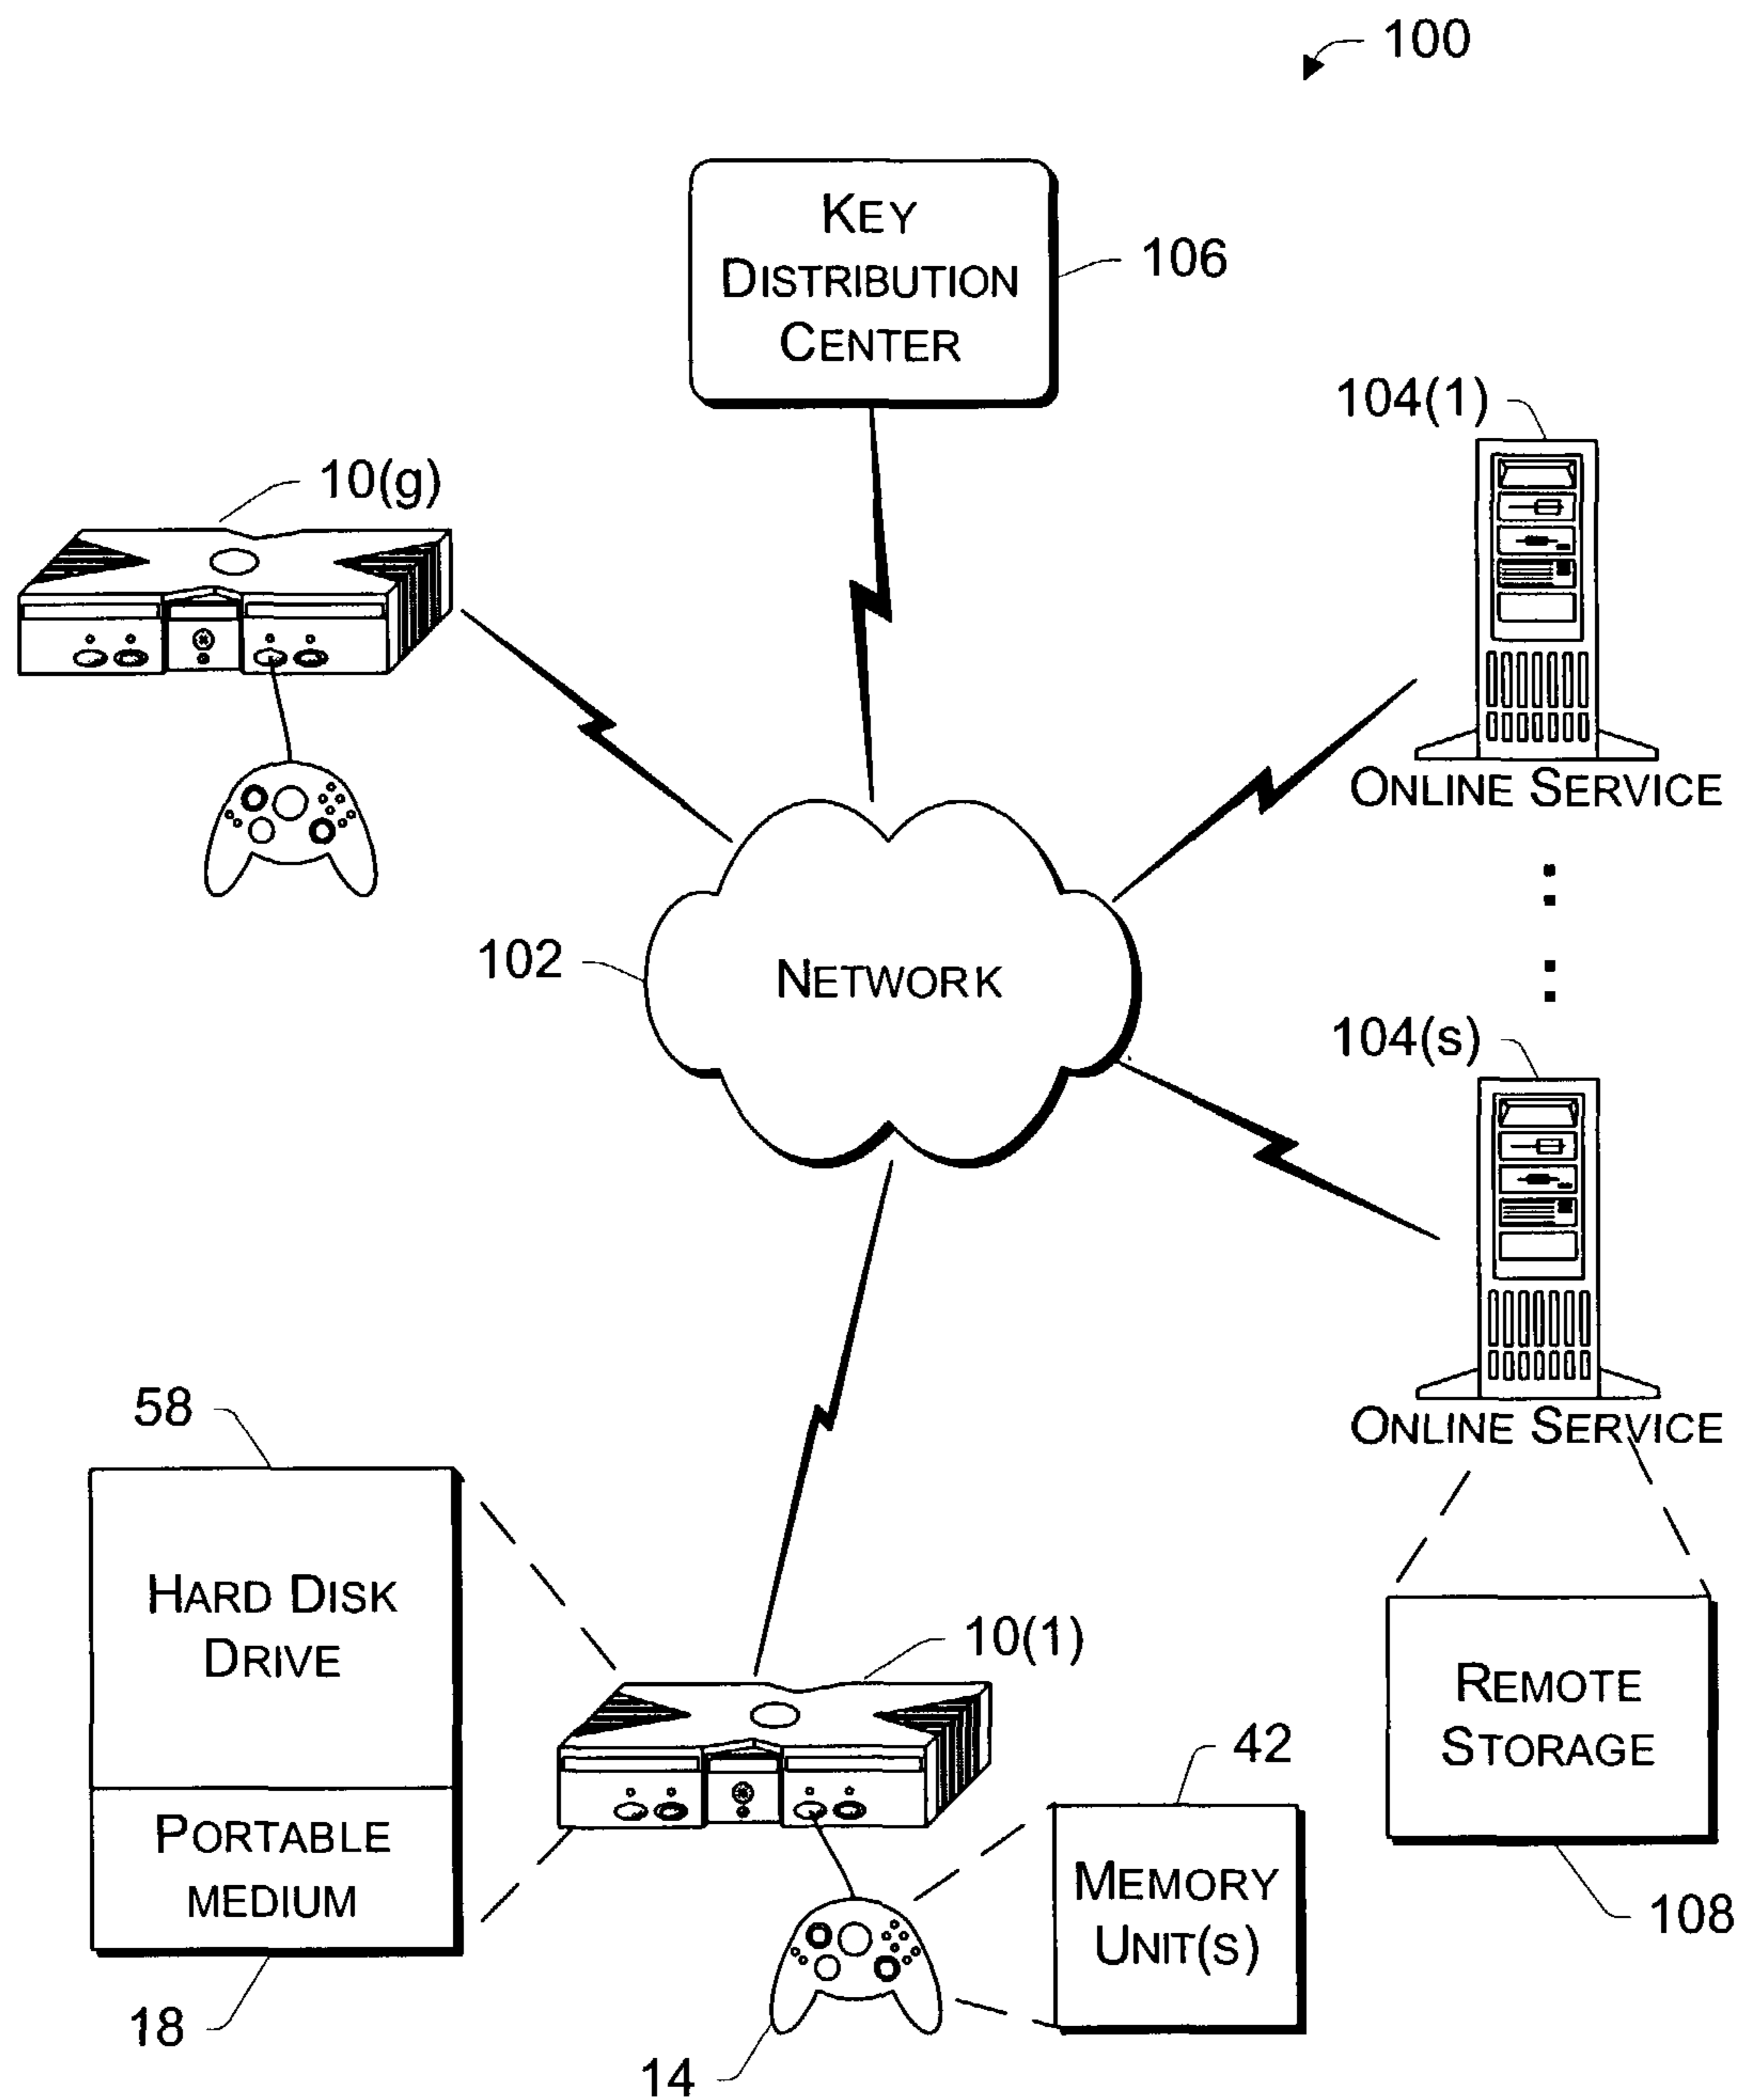 100
KEY
DISTRIBUTION
CENTER
106
104(1)
10(g)
ONLINE SERVICE
102
NETWORK
104(s)
ONLINE SERVICE
58
HARD DISK
DRIVE
PORTABLE
MEDIUM
18
10(1)
42
MEMORY
UNIT(S)
14
REMOTE
STORAGE
108